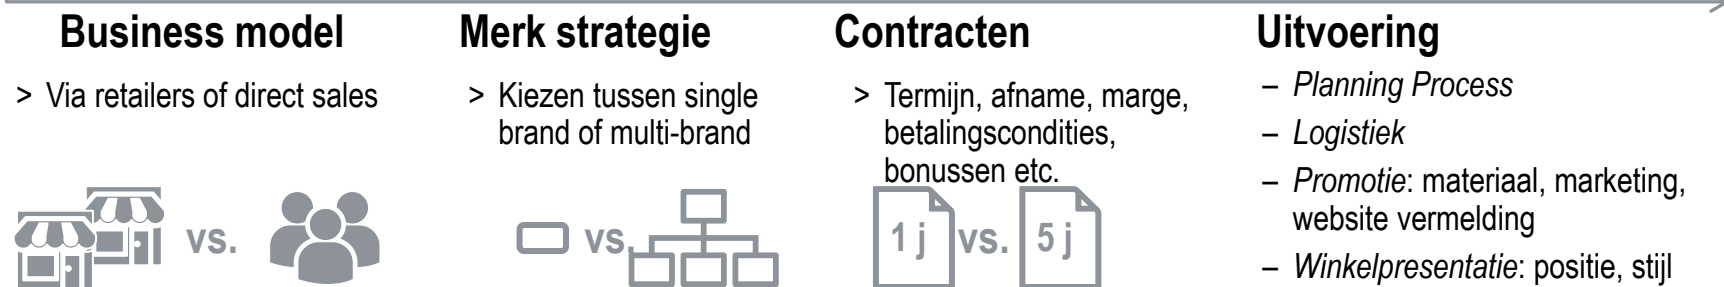 Business model
> Via retailers of direct sales
vs.
Merk strategie
> Kiezen tussen single
brand of multi-brand
vs.
Contracten
> Termijn, afname, marge,
betalingscondities,
bonussen etc.
1 j vs. 5 j
Uitvoering
– Planning Process
– Logistiek
– Promotie: materiaal, marketing,
website vermelding
– Winkelpresentatie: positie, stijl